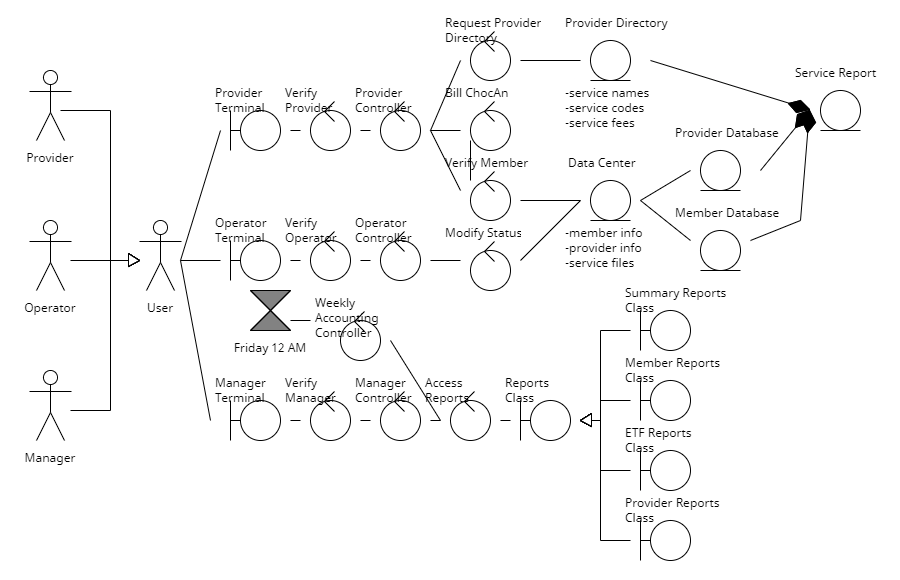 Request Provider
Directory
Provider Directory
Service Report
-service names
-service codes
-service fees
Provider
Terminal
Verify
Provider
Provider
Controller
Bill ChocAn
Provider
Provider Database
Verify Member
Data Center
Member Database
Operator
Terminal
Verify
Operator
Operator
Controller
Modify Status
-member info
-provider info
-service files
Operator
User
Weekly
Accounting
Controller
Friday 12 AM
Summary Reports
Class
Member Reports
Class
Manager
Terminal
Verify
Manager
Manager
Controller
Access
Reports
Reports
Class
ETF Reports
Class
Manager
Provider Reports
Class